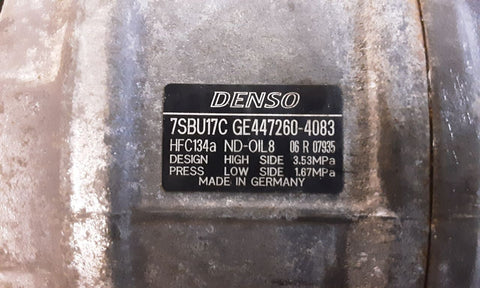 DENSO
7SBU17C GE447260-4083
HFC134a ND-OIL8 06 R 07935
DESIGN HIGH SIDE 3.53MPa
PRESS LOW SIDE 1.67MPa
MADE IN GERMANY